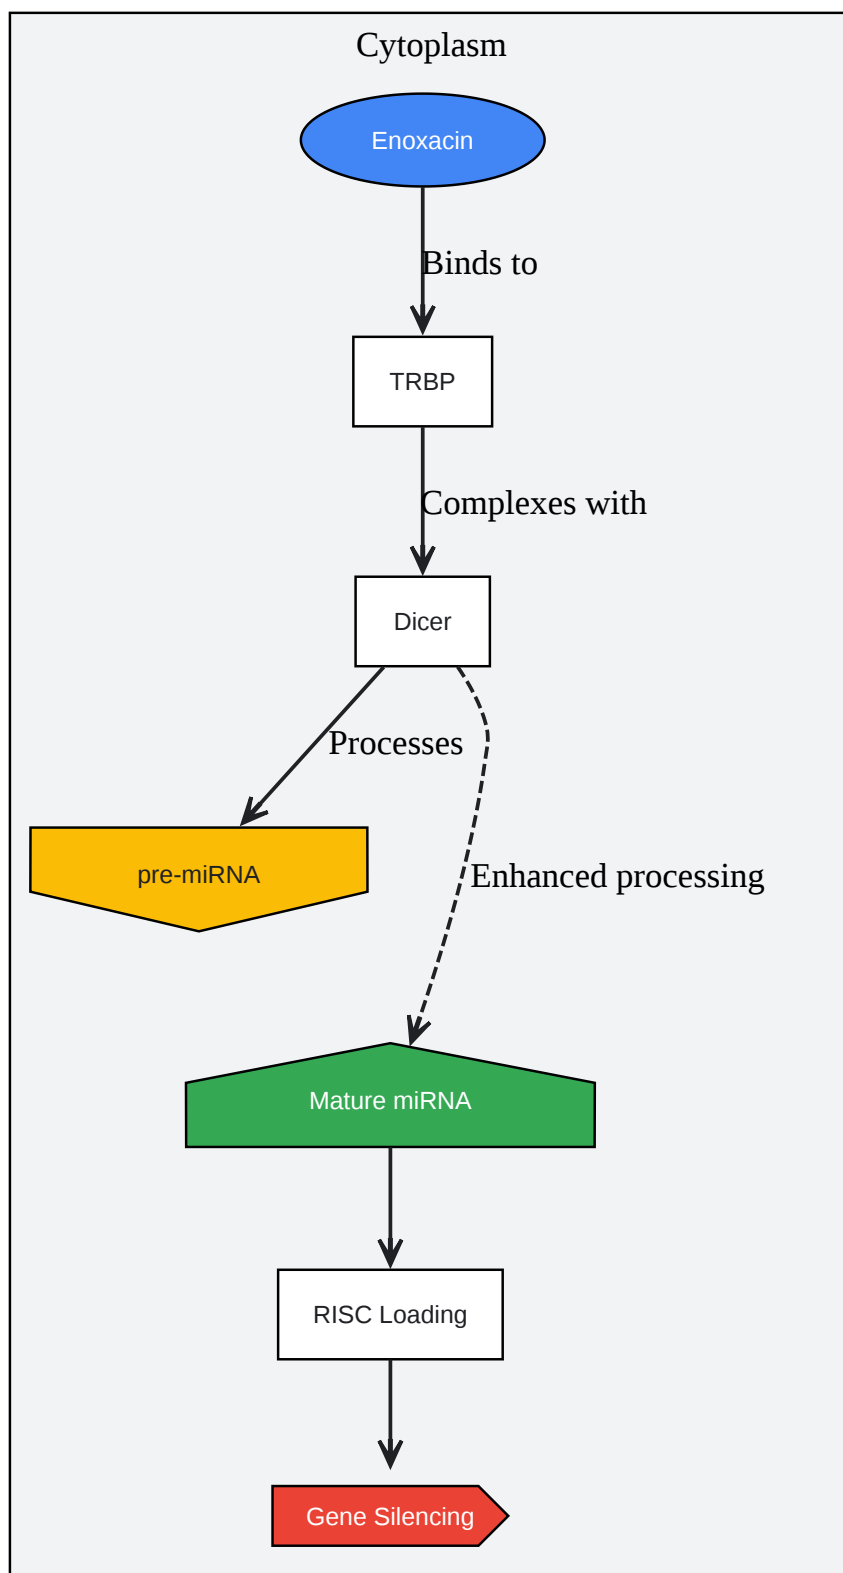 Cytoplasm
Enoxacin
Binds to
TRBP
Complexes with
Dicer
Processes
pre-miRNA
Enhanced processing
Mature miRNA
RISC Loading
Gene Silencing